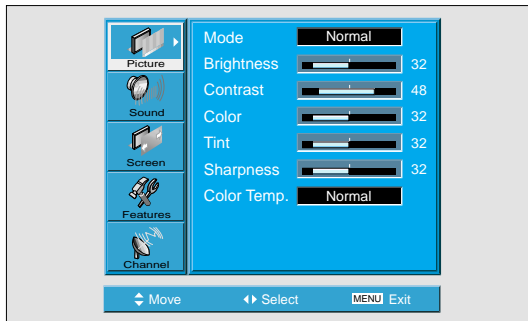 Picture
Sound
Screen
Features
Channel
Mode Normal
Brightness 32
Contrast 48
Color 32
Tint 32
Sharpness 32
Color Temp. Normal
Move Select MENU Exit